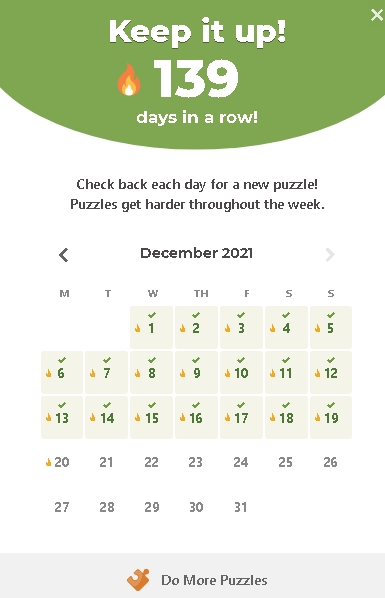 Keep it up!
139
days in a row!
Check back each day for a new puzzle!
Puzzles get harder throughout the week.
December 2021
M T W TH F S S
1 2 3 4 5
6 7 8 9 10 11 12
13 14 15 16 17 18 19
20 21 22 23 24 25 26
27 28 29 30 31
Do More Puzzles